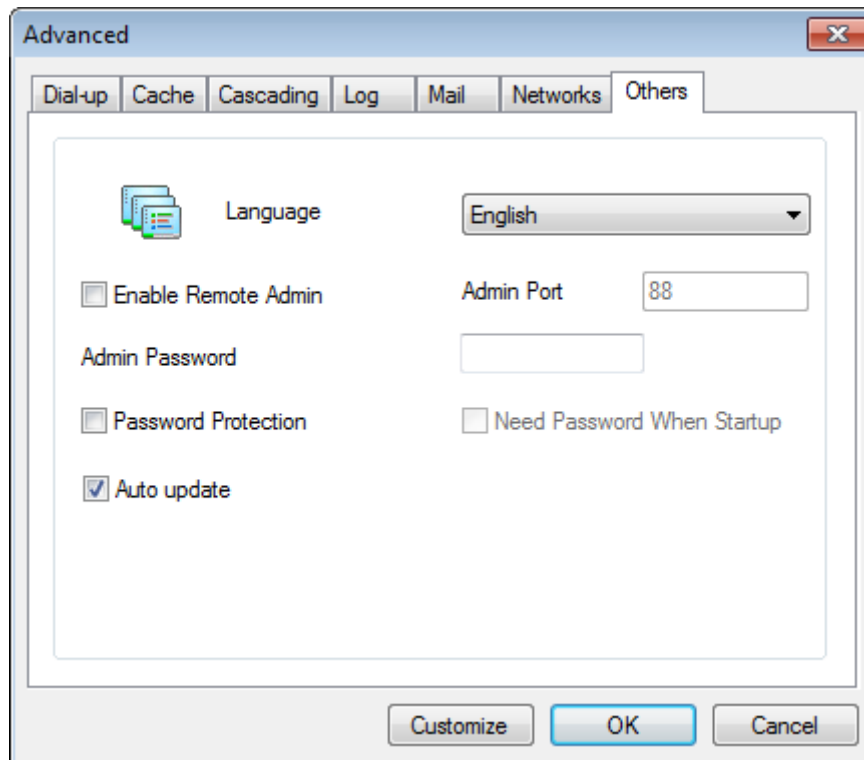 Advanced
Dial-up Cache Cascading Log Mail Networks Others
Language English
Enable Remote Admin Admin Port 88
Admin Password
Password Protection Need Password When Startup
Auto update
Customize OK Cancel